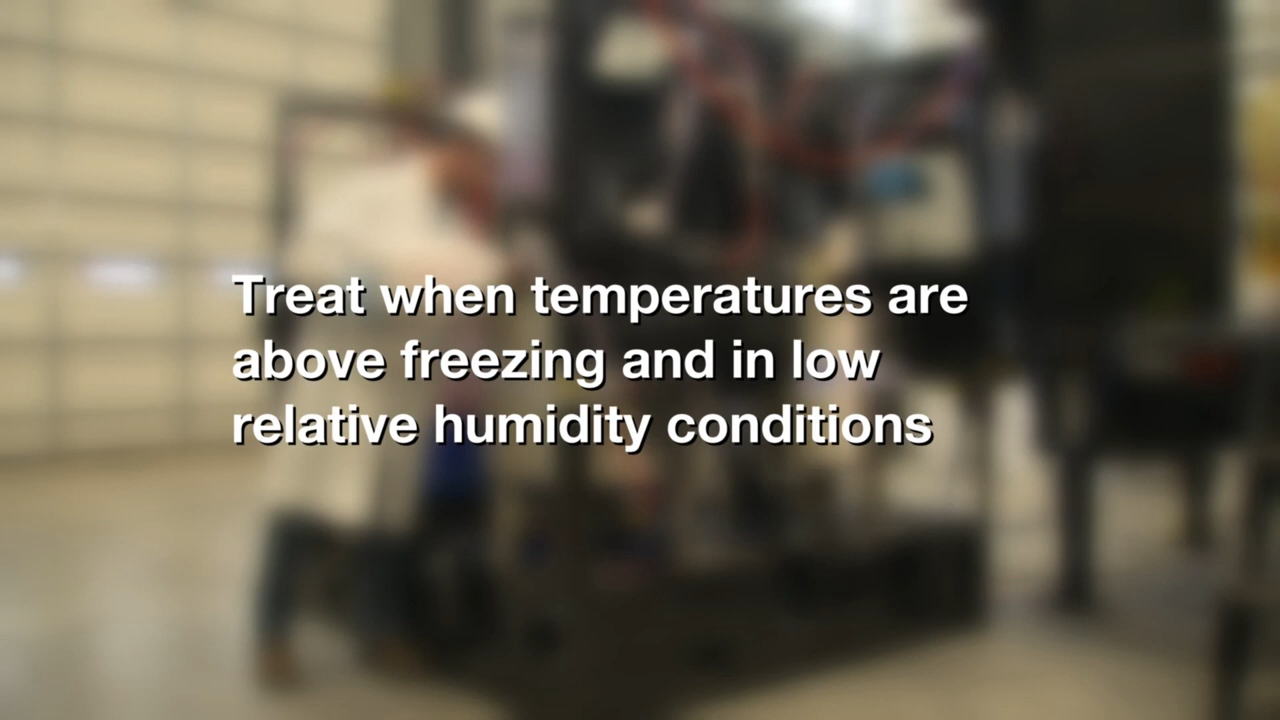 Treat when temperatures are
above freezing and in low
relative humidity conditions